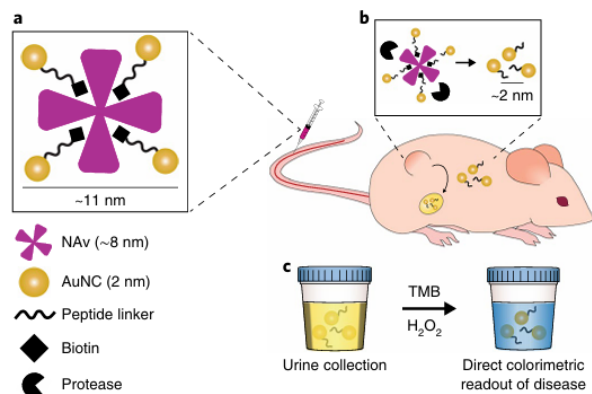 a
~11 nm
NAv (~8 nm)
AuNC (2 nm)
Peptide linker
Biotin
Protease
b
~2 nm
c
TMB
H₂O₂
Urine collection
Direct colorimetric
readout of disease